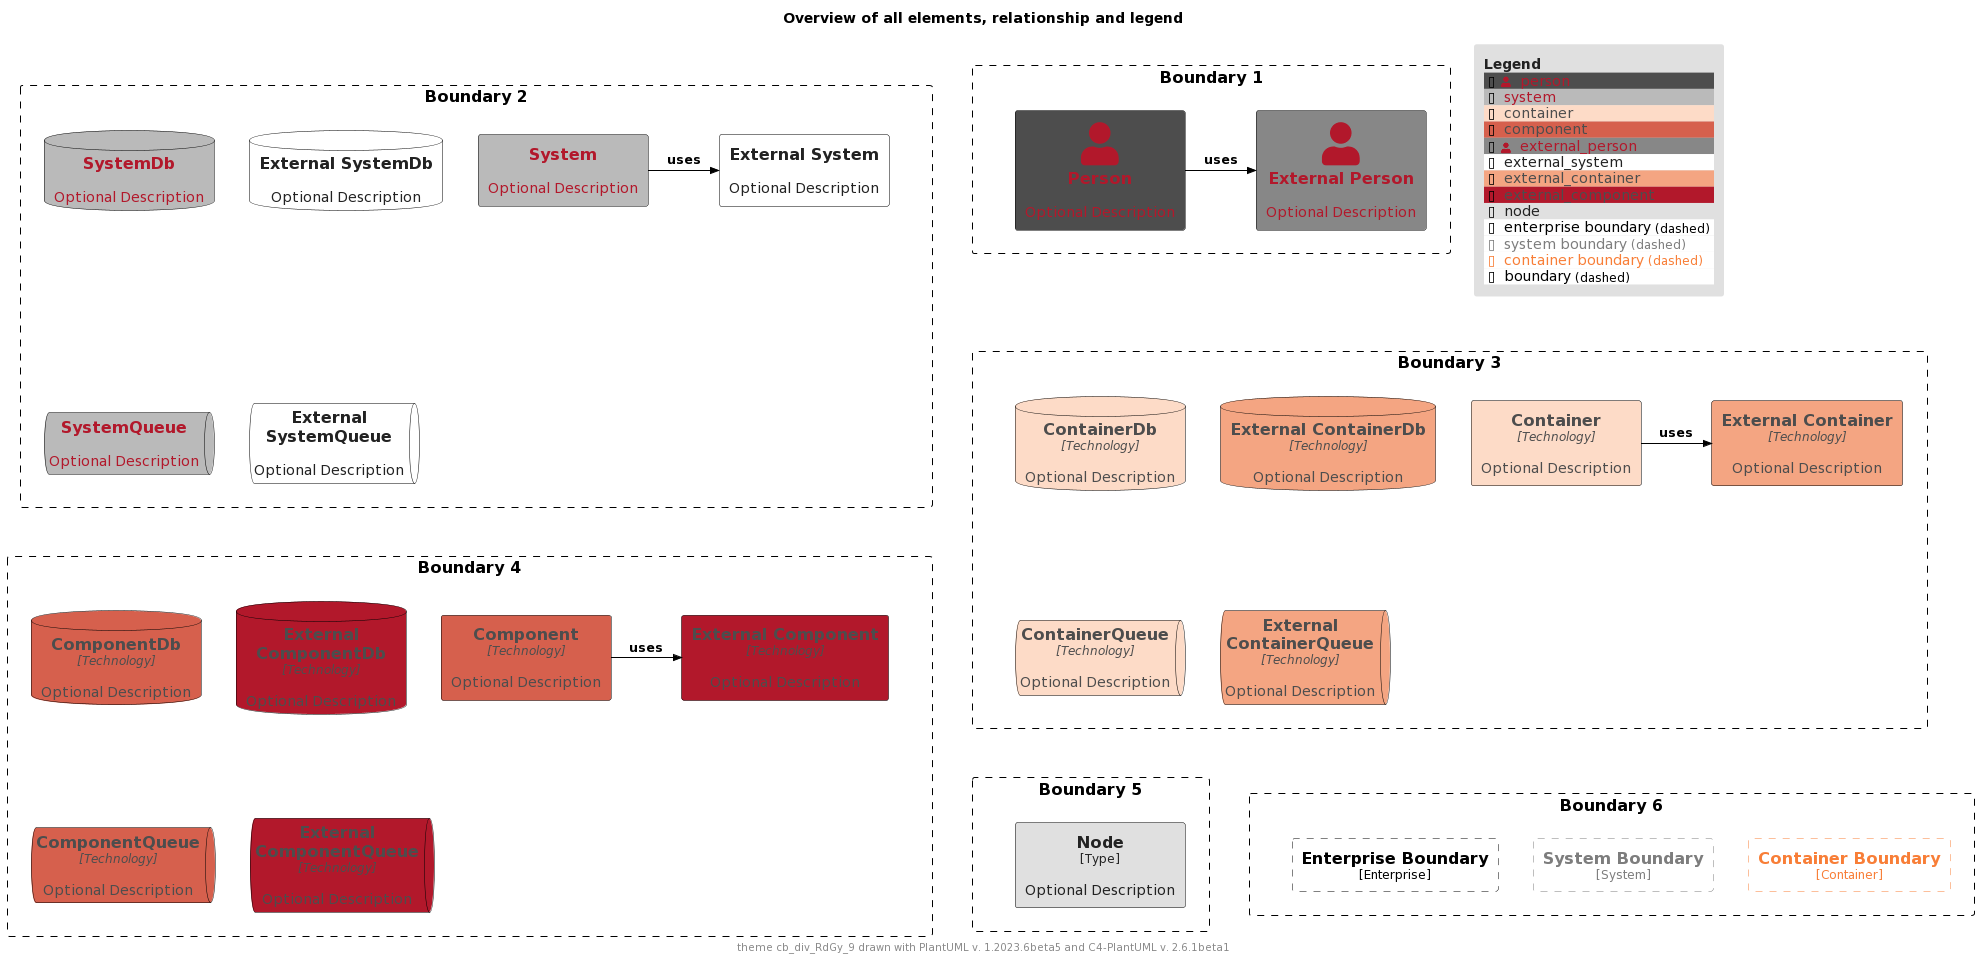 Overview of all elements, relationship and legend
Boundary 2
SystemDb
Optional Description
External SystemDb
Optional Description
System
Optional Description
uses
External System
Optional Description
SystemQueue
Optional Description
External
SystemQueue
Optional Description
Boundary 1
Person
Optional Description
uses
External Person
Optional Description
Legend
person
system
container
component
external_person
external_system
external_container
external_component
node
enterprise boundary (dashed)
system boundary (dashed)
container boundary (dashed)
boundary (dashed)
Boundary 3
ContainerDb
[Technology]
Optional Description
External ContainerDb
[Technology]
Optional Description
Container
[Technology]
Optional Description
uses
External Container
[Technology]
Optional Description
ContainerQueue
[Technology]
Optional Description
External
ContainerQueue
[Technology]
Optional Description
Boundary 4
ComponentDb
[Technology]
Optional Description
External
ComponentDb
[Technology]
Optional Description
Component
[Technology]
Optional Description
uses
External Component
[Technology]
Optional Description
ComponentQueue
[Technology]
Optional Description
External
ComponentQueue
[Technology]
Optional Description
Boundary 5
Node
[Type]
Optional Description
Boundary 6
Enterprise Boundary
[Enterprise]
System Boundary
[System]
Container Boundary
[Container]
theme cb_div_RdGy_9 drawn with PlantUML v. 1.2023.6beta5 and C4-PlantUML v. 2.6.1beta1